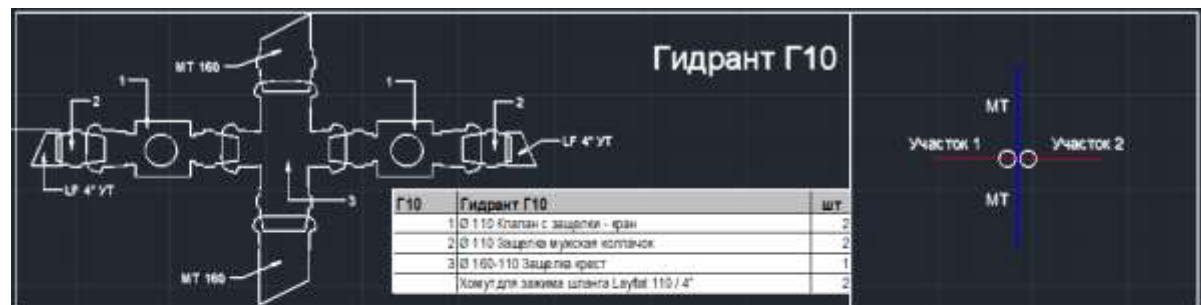 Гидрант Г10
МТ 160
1
1
2
2
LF 4" УТ
LF 4" УТ
3
МТ 160
Г10 Гидрант Г10 шт
1 Ø 110 Клапан с защелки - кран 2
2 Ø 110 Защелка мужская колпачок 2
3 Ø 160-110 Защелка крест 1
Хомут для зажима шланга Layflat 110 / 4" 2
МТ
Участок 1 Участок 2
МТ